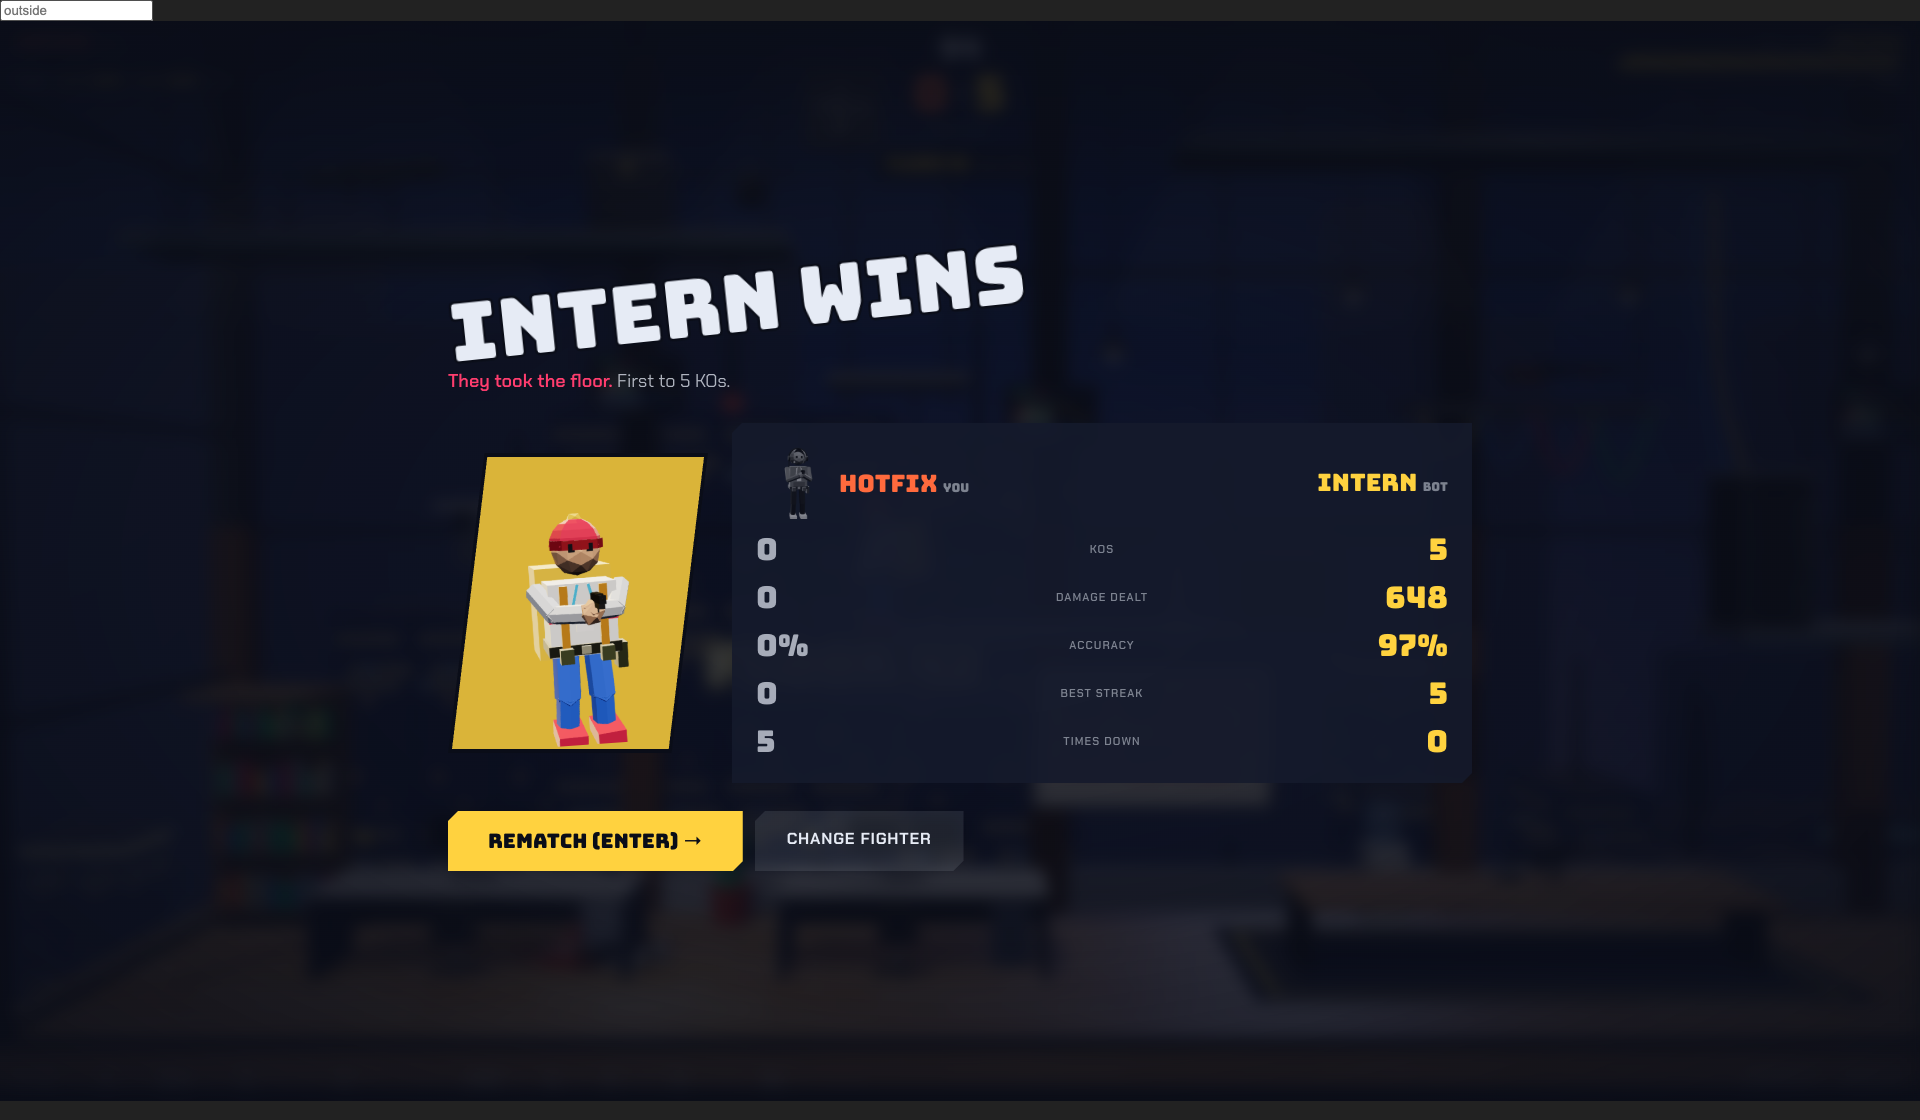 outside
INTERN WINS
They took the floor. First to 5 KOs.
HOTFIX YOU
INTERN BOT
0 KOS 5
0 DAMAGE DEALT 648
0% ACCURACY 97%
0 BEST STREAK 5
5 TIMES DOWN 0
REMATCH (ENTER) →
CHANGE FIGHTER